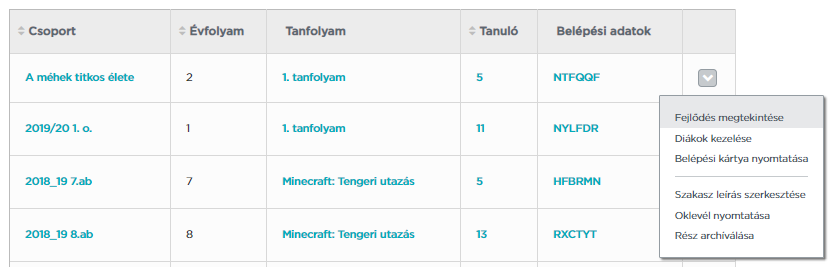 Csoport Évfolyam Tanfolyam Tanuló Belépési adatok
A méhek titkos élete 2 1. tanfolyam 5 NTFQQF
Fejlődés megtekintése
2019/20 1. o. 1 1. tanfolyam 11 NYLFDR
Diákok kezelése
Belépési kártya nyomtatása
2018_19 7.ab 7 Minecraft: Tengeri utazás 5 HFBRMN
Szakasz leírás szerkesztése
Oklevél nyomtatása
2018_19 8.ab 8 Minecraft: Tengeri utazás 13 RXCTYT
Rész archiválása